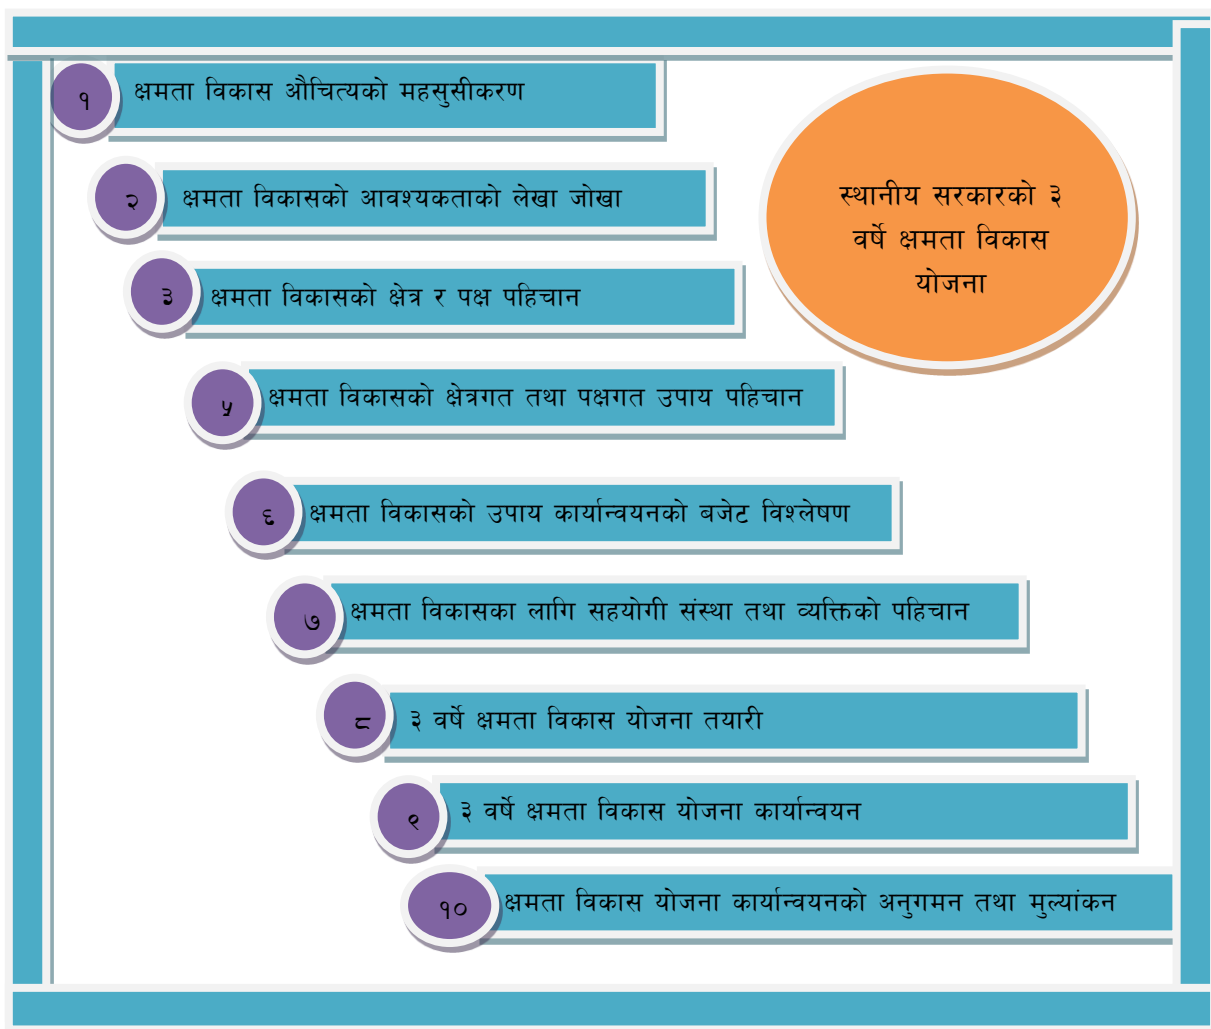 १ क्षमता विकास औचित्यको महसुसीकरण
२ क्षमता विकासको आवश्यकताको लेखा जोखा
३ क्षमता विकासको क्षेत्र र पक्ष पहिचान
५ क्षमता विकासको क्षेत्रगत तथा पक्षगत उपाय पहिचान
६ क्षमता विकासको उपाय कार्यान्वयनको बजेट विश्लेषण
७ क्षमता विकासका लागि सहयोगी संस्था तथा व्यक्तिको पहिचान
८ ३ वर्षे क्षमता विकास योजना तयारी
९ ३ वर्षे क्षमता विकास योजना कार्यान्वयन
१० क्षमता विकास योजना कार्यान्वयनको अनुगमन तथा मुल्यांकन
स्थानीय सरकारको ३
वर्षे क्षमता विकास
योजना